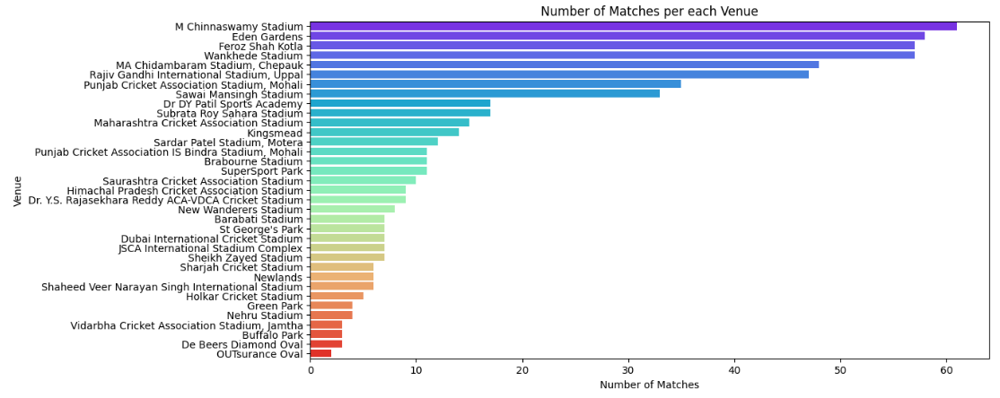 Number of Matches per each Venue
M Chinnaswamy Stadium
Eden Gardens
Feroz Shah Kotla
Wankhede Stadium
MA Chidambaram Stadium, Chepauk
Rajiv Gandhi International Stadium, Uppal
Punjab Cricket Association Stadium, Mohali
Sawai Mansingh Stadium
Dr DY Patil Sports Academy
Subrata Roy Sahara Stadium
Maharashtra Cricket Association Stadium
Kingsmead
Sardar Patel Stadium, Motera
Punjab Cricket Association IS Bindra Stadium, Mohali
Brabourne Stadium
SuperSport Park
Saurashtra Cricket Association Stadium
Himachal Pradesh Cricket Association Stadium
Dr. Y.S. Rajasekhara Reddy ACA-VDCA Cricket Stadium
New Wanderers Stadium
Barabati Stadium
St George's Park
Dubai International Cricket Stadium
JSCA International Stadium Complex
Sheikh Zayed Stadium
Sharjah Cricket Stadium
Newlands
Shaheed Veer Narayan Singh International Stadium
Holkar Cricket Stadium
Green Park
Nehru Stadium
Vidarbha Cricket Association Stadium, Jamtha
Buffalo Park
De Beers Diamond Oval
OUTsurance Oval
Venue
0 10 20 30 40 50 60
Number of Matches